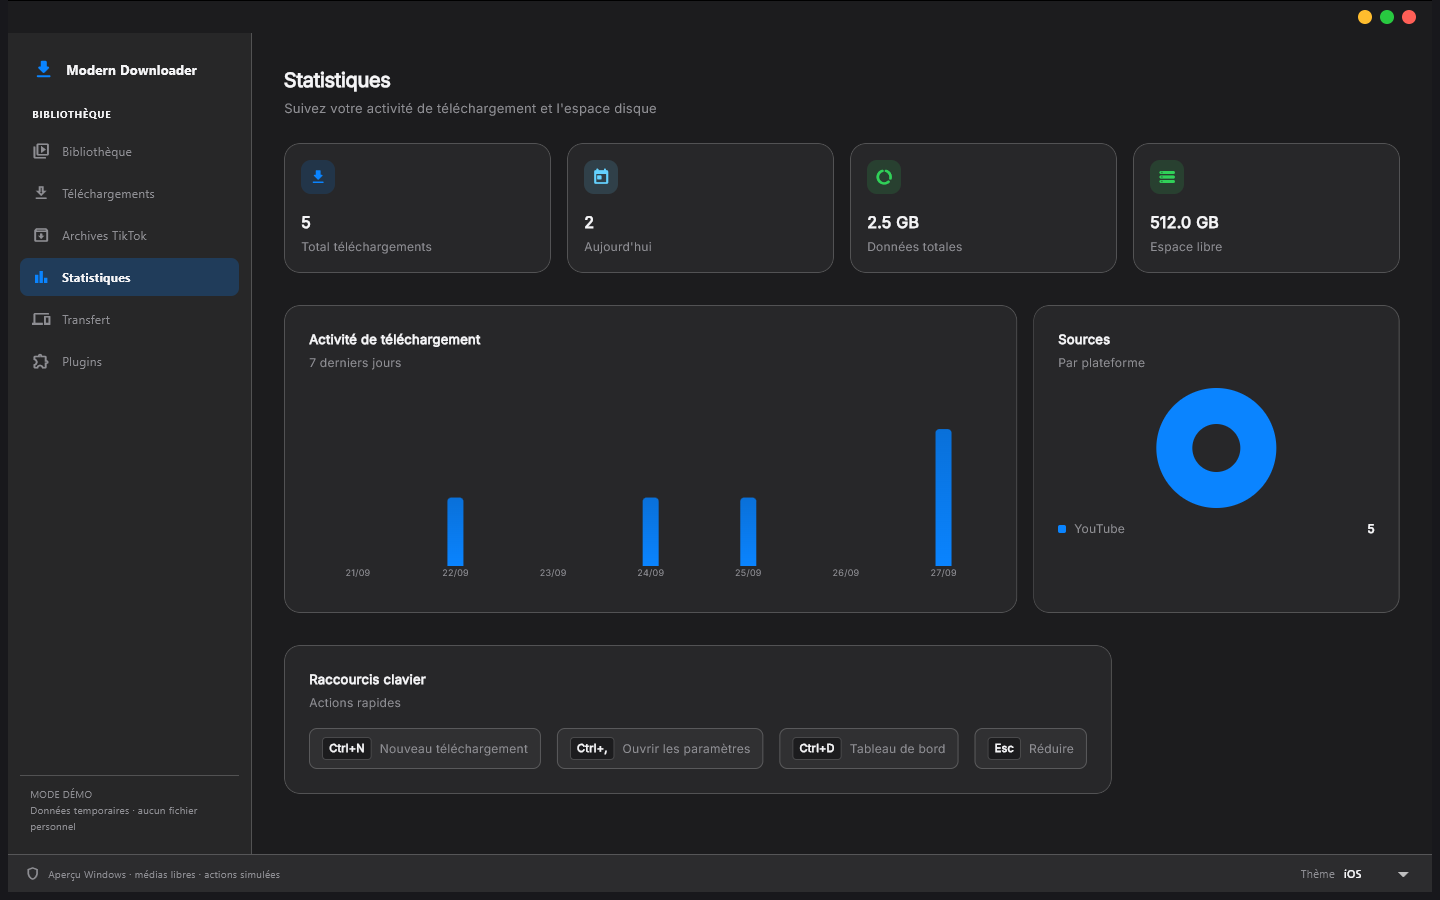 Modern Downloader
BIBLIOTHÈQUE
Bibliothèque
Téléchargements
Archives TikTok
Statistiques
Transfert
Plugins
MODE DÉMO
Données temporaires · aucun fichier
personnel
Statistiques
Suivez votre activité de téléchargement et l'espace disque
5
Total téléchargements
2
Aujourd'hui
2.5 GB
Données totales
512.0 GB
Espace libre
Activité de téléchargement
7 derniers jours
21/09 22/09 23/09 24/09 25/09 26/09 27/09
Sources
Par plateforme
YouTube 5
Raccourcis clavier
Actions rapides
Ctrl+N Nouveau téléchargement
Ctrl+, Ouvrir les paramètres
Ctrl+D Tableau de bord
Esc Réduire
Aperçu Windows · médias libres · actions simulées
Thème iOS